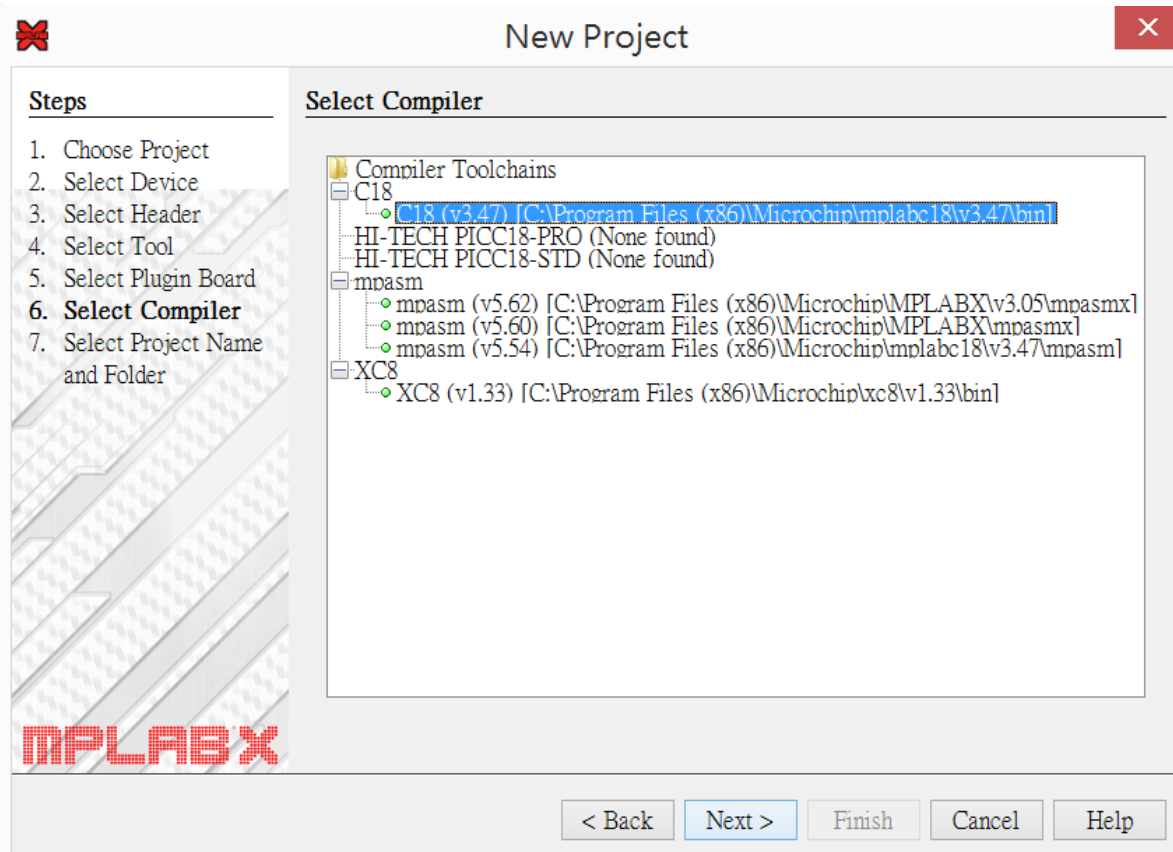 New Project
Steps
1. Choose Project
2. Select Device
3. Select Header
4. Select Tool
5. Select Plugin Board
6. Select Compiler
7. Select Project Name
and Folder
MPLABX
Select Compiler
Compiler Toolchains
C18
C18 (v3.47) [C:\Program Files (x86)\Microchip\mplabc18\v3.47\bin]
HI-TECH PICC18-PRO (None found)
HI-TECH PICC18-STD (None found)
mpasm
mpasm (v5.62) [C:\Program Files (x86)\Microchip\MPLABX\v3.05\mpasmx]
mpasm (v5.60) [C:\Program Files (x86)\Microchip\MPLABX\mpasmx]
mpasm (v5.54) [C:\Program Files (x86)\Microchip\mplabc18\v3.47\mpasm]
XC8
XC8 (v1.33) [C:\Program Files (x86)\Microchip\xc8\v1.33\bin]
< Back Next > Finish Cancel Help